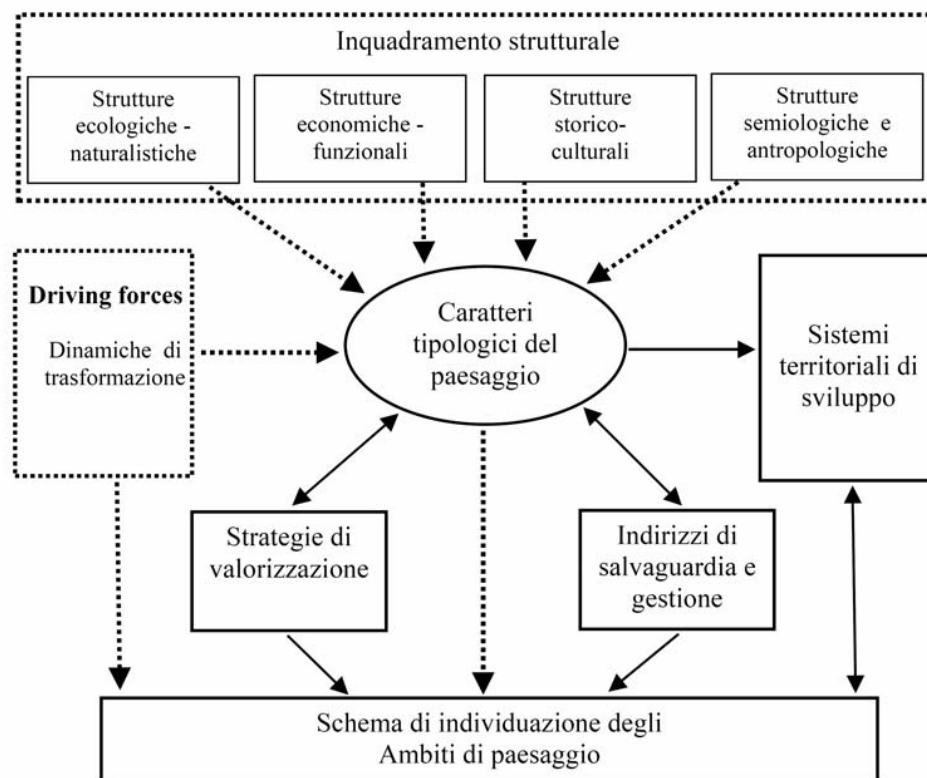 Inquadramento strutturale
Strutture
ecologiche -
naturalistiche
Strutture
economiche -
funzionali
Strutture
storico-
culturali
Strutture
semiologiche e
antropologiche
Driving forces
Dinamiche di
trasformazione
Caratteri
tipologici del
paesaggio
Sistemi
territoriali di
sviluppo
Strategie di
valorizzazione
Indirizzi di
salvaguardia e
gestione
Schema di individuazione degli
Ambiti di paesaggio